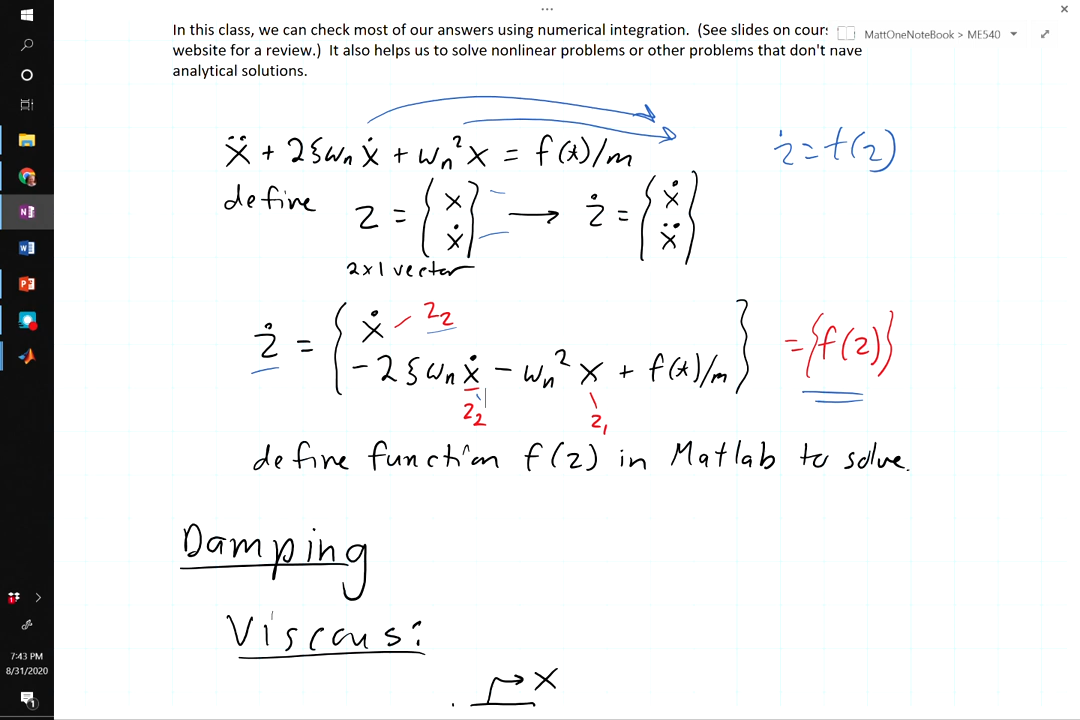 In this class, we can check most of our answers using numerical integration. (See slides on cour:
website for a review.) It also helps us to solve nonlinear problems or other problems that don't have
analytical solutions.
MattOneNoteBook > ME540
ẍ + 2ζωₙẋ + ωₙ²x = f(t)/m
ż = f(z)
define z = {x ẋ} → ż = {ẋ ẍ}
2x1 vector
ż = {ẋ z₂
-2ζωₙẋ - ωₙ²x + f(t)/m} = {f(z)}
z₂ z₁
define function f(z) in Matlab to solve.
Damping
Viscous:
x
7:43 PM
8/31/2020